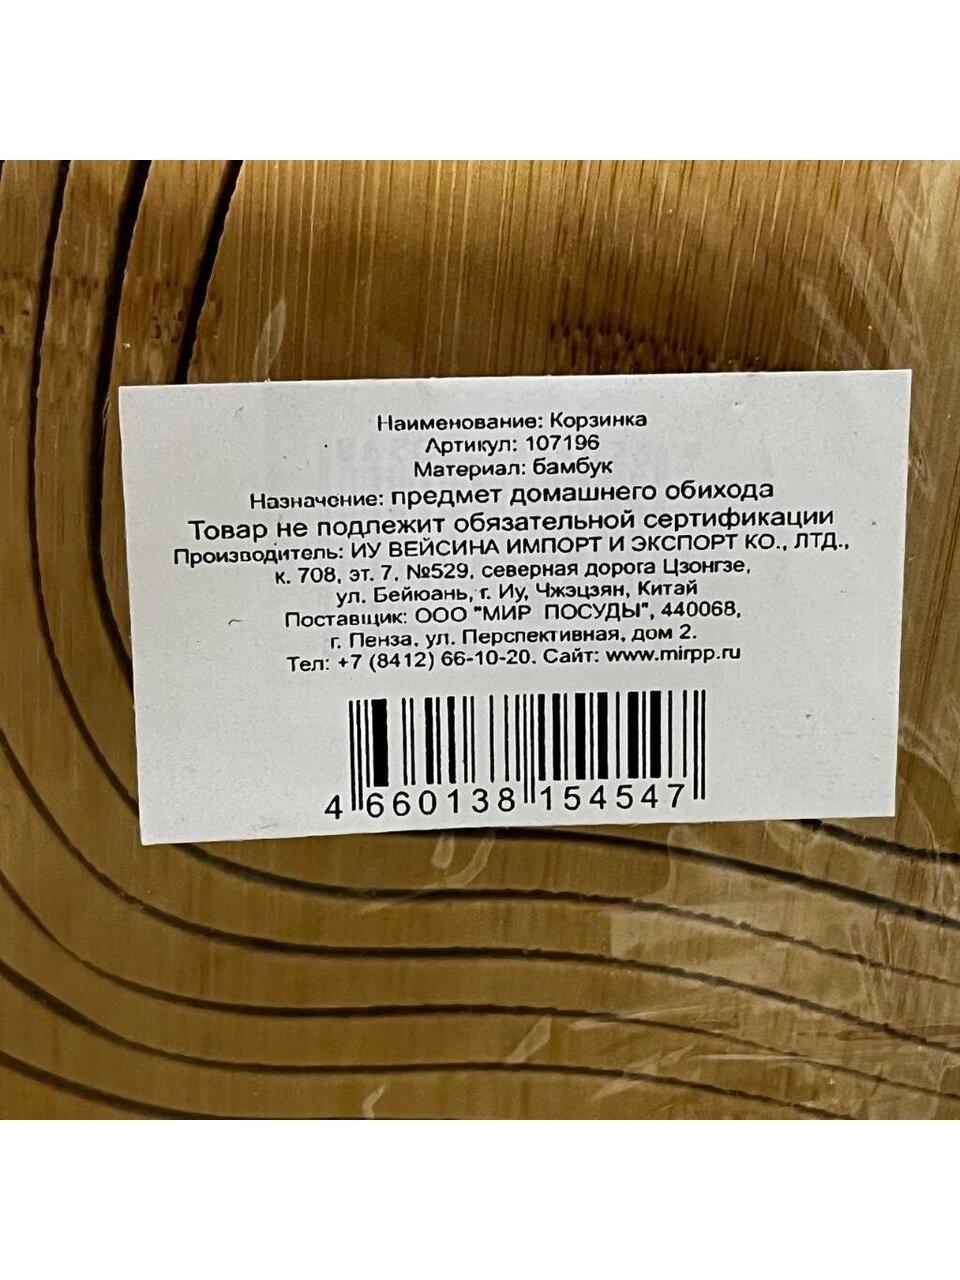 Наименование: Корзинка
Артикул: 107196
Материал: бамбук
Назначение: предмет домашнего обихода
Товар не подлежит обязательной сертификации
Производитель: ИУ ВЕЙСИНА ИМПОРТ И ЭКСПОРТ КО., ЛТД.,
к. 708, эт. 7, №529, северная дорога Цзонгзе,
ул. Бейюань, г. Иу, Чжэцзян, Китай
Поставщик: ООО "МИР ПОСУДЫ", 440068,
г. Пенза, ул. Перспективная, дом 2.
Тел: +7 (8412) 66-10-20. Сайт: www.mirpp.ru
4 660138 154547